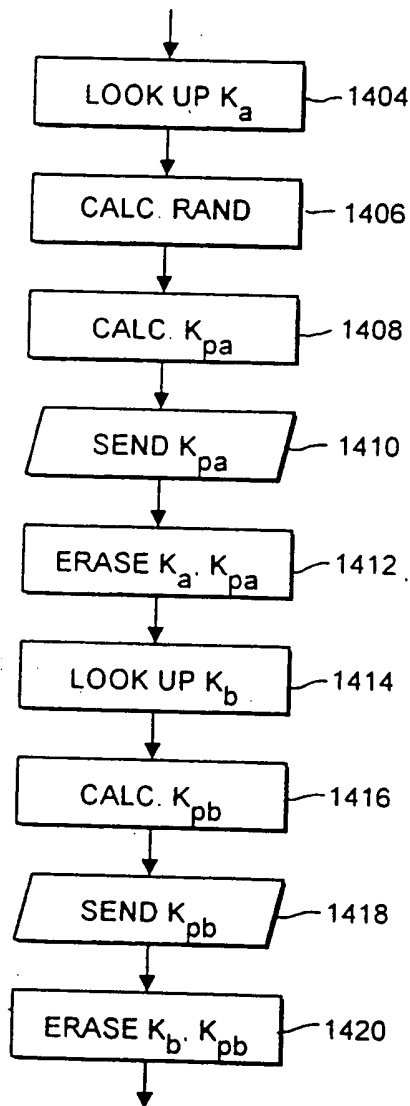 LOOK UP Ka 1404
CALC. RAND 1406
CALC. Kpa 1408
SEND Kpa 1410
ERASE Ka. Kpa 1412
LOOK UP Kb 1414
CALC. Kpb 1416
SEND Kpb 1418
ERASE Kb. Kpb 1420